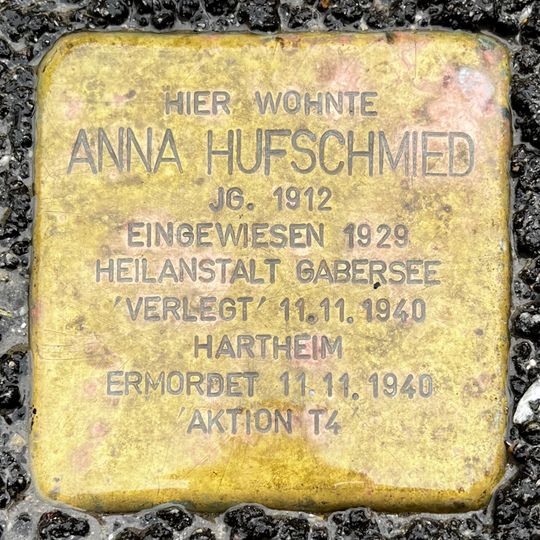 HIER WOHNTE
ANNA HUFSCHMIED
JG. 1912
EINGEWIESEN 1929
HEILANSTALT GABERSEE
'VERLEGT' 11.11.1940
HARTHEIM
ERMORDET 11.11.1940
'AKTION T4'